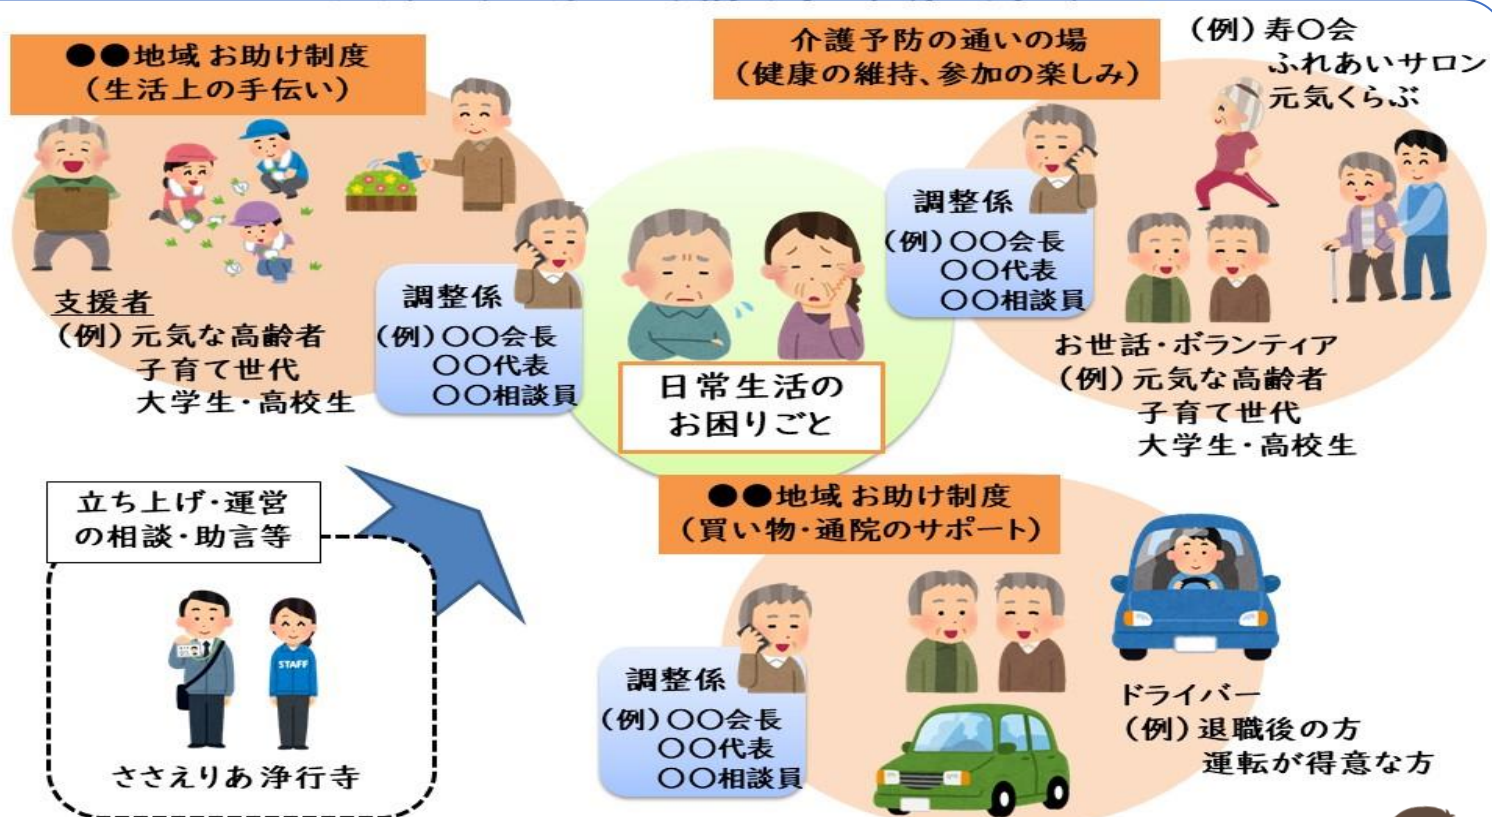 ●●地域 お助け制度
（生活上の手伝い）
支援者
（例）元気な高齢者
子育て世代
大学生・高校生
調整係
（例）〇〇会長
〇〇代表
〇〇相談員
介護予防の通いの場
（健康の維持、参加の楽しみ）
（例）寿〇会
ふれあいサロン
元気くらぶ
調整係
（例）〇〇会長
〇〇代表
〇〇相談員
お世話・ボランティア
（例）元気な高齢者
子育て世代
大学生・高校生
日常生活の
お困りごと
立ち上げ・運営
の相談・助言等
STAFF
ささえりあ 浄行寺
●●地域 お助け制度
（買い物・通院のサポート）
調整係
（例）〇〇会長
〇〇代表
〇〇相談員
ドライバー
（例）退職後の方
運転が得意な方